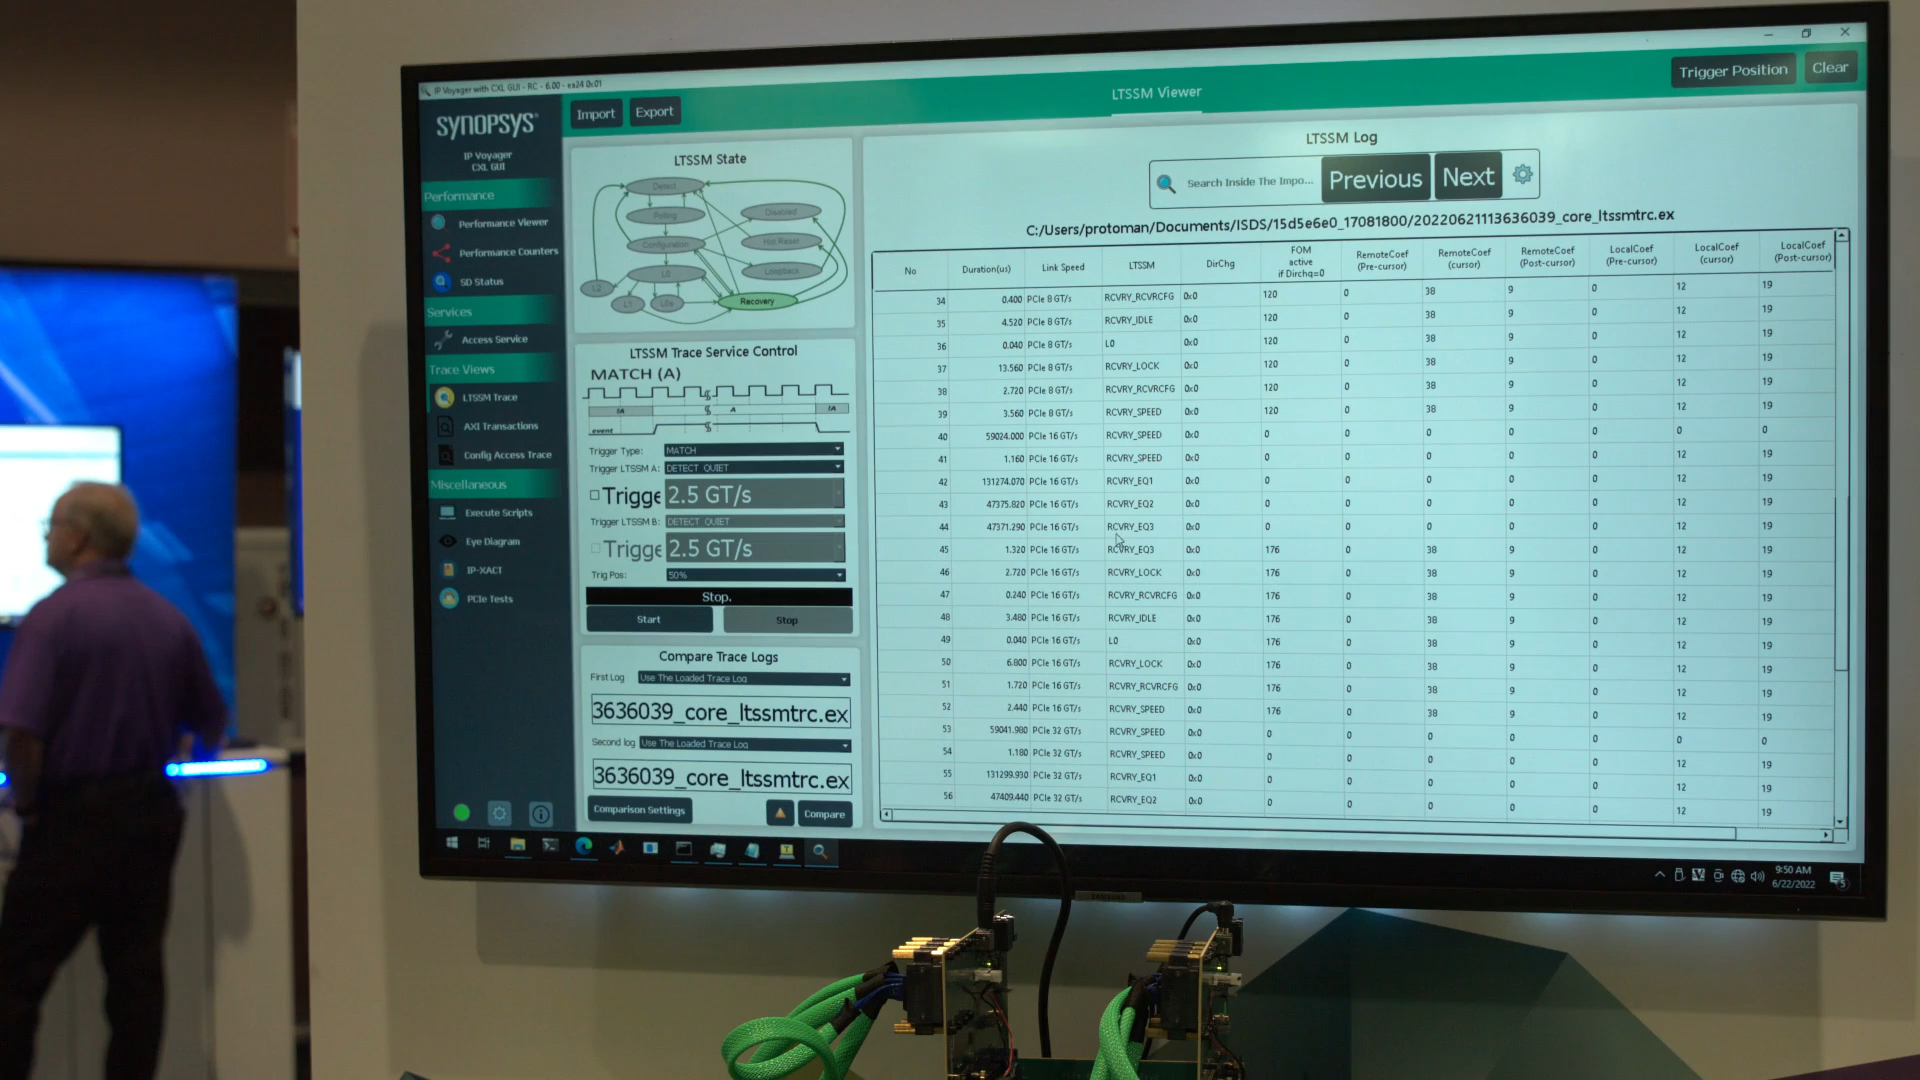 IP Voyager with CXL GUI - RC - 6.00 - ea24 0x01
SYNOPSYS
IP Voyager
CXL GUI
Performance
Performance Viewer
Performance Counters
SD Status
Services
Access Service
Trace Views
LTSSM Trace
AXI Transactions
Config Access Trace
Miscellaneous
Execute Scripts
Eye Diagram
IP-XACT
PCIe Tests
Import
Export
LTSSM Viewer
Trigger Position
Clear
LTSSM State
Detect
Polling
Configuration
L0
L2
L1
L0s
Disabled
Hot Reset
Loopback
Recovery
LTSSM Trace Service Control
MATCH (A)
!A
A
!A
event
Trigger Type: MATCH
Trigger LTSSM A: DETECT_QUIET
Trigge 2.5 GT/s
Trigger LTSSM B: DETECT_QUIET
Trigge 2.5 GT/s
Trig Pos: 50%
Stop.
Start
Stop
Compare Trace Logs
First Log Use The Loaded Trace Log
3636039_core_ltssmtrc.ex
Second log Use The Loaded Trace Log
3636039_core_ltssmtrc.ex
Comparison Settings
Compare
LTSSM Log
Search Inside The Impo...
Previous
Next
C:/Users/protoman/Documents/ISDS/15d5e6e0_17081800/20220621113636039_core_ltssmtrc.ex
No Duration(us) Link Speed LTSSM DirChg FOM active if Dirchg=0 RemoteCoef (Pre-cursor) RemoteCoef (cursor) RemoteCoef (Post-cursor) LocalCoef (Pre-cursor) LocalCoef (cursor) LocalCoef (Post-cursor)
34 0.400 PCIe 8 GT/s RCVRY_RCVRCFG 0x0 120 0 38 9 0 12 19
35 4.520 PCIe 8 GT/s RCVRY_IDLE 0x0 120 0 38 9 0 12 19
36 0.040 PCIe 8 GT/s L0 0x0 120 0 38 9 0 12 19
37 13.560 PCIe 8 GT/s RCVRY_LOCK 0x0 120 0 38 9 0 12 19
38 2.720 PCIe 8 GT/s RCVRY_RCVRCFG 0x0 120 0 38 9 0 12 19
39 3.560 PCIe 8 GT/s RCVRY_SPEED 0x0 120 0 38 9 0 12 19
40 59024.000 PCIe 16 GT/s RCVRY_SPEED 0x0 0 0 0 0 0 0 0
41 1.160 PCIe 16 GT/s RCVRY_SPEED 0x0 0 0 0 0 0 12 19
42 131274.070 PCIe 16 GT/s RCVRY_EQ1 0x0 0 0 0 0 0 12 19
43 47375.820 PCIe 16 GT/s RCVRY_EQ2 0x0 0 0 0 0 0 12 19
44 47371.290 PCIe 16 GT/s RCVRY_EQ3 0x0 0 0 0 0 0 12 19
45 1.320 PCIe 16 GT/s RCVRY_EQ3 0x0 176 0 38 9 0 12 19
46 2.720 PCIe 16 GT/s RCVRY_LOCK 0x0 176 0 38 9 0 12 19
47 0.240 PCIe 16 GT/s RCVRY_RCVRCFG 0x0 176 0 38 9 0 12 19
48 3.480 PCIe 16 GT/s RCVRY_IDLE 0x0 176 0 38 9 0 12 19
49 0.040 PCIe 16 GT/s L0 0x0 176 0 38 9 0 12 19
50 6.800 PCIe 16 GT/s RCVRY_LOCK 0x0 176 0 38 9 0 12 19
51 1.720 PCIe 16 GT/s RCVRY_RCVRCFG 0x0 176 0 38 9 0 12 19
52 2.440 PCIe 16 GT/s RCVRY_SPEED 0x0 176 0 38 9 0 12 19
53 59041.980 PCIe 32 GT/s RCVRY_SPEED 0x0 0 0 0 0 0 0 0
54 1.180 PCIe 32 GT/s RCVRY_SPEED 0x0 0 0 0 0 0 12 19
55 131299.930 PCIe 32 GT/s RCVRY_EQ1 0x0 0 0 0 0 0 12 19
56 47409.440 PCIe 32 GT/s RCVRY_EQ2 0x0 0 0 0 0 0 12 19
9:50 AM
6/22/2022
5